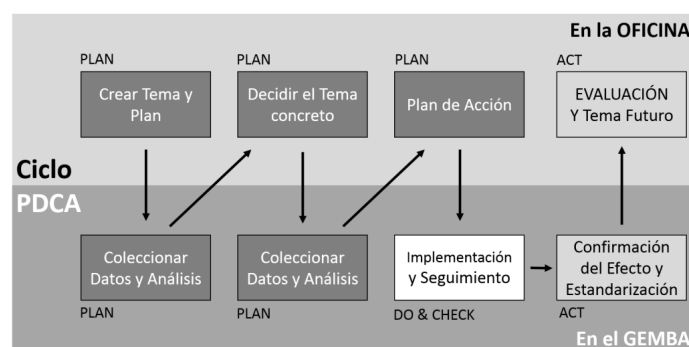 En la OFICINA
PLAN
PLAN
PLAN
ACT
Crear Tema y
Plan
Decidir el Tema
concreto
Plan de Acción
EVALUACIÓN
Y Tema Futuro
Ciclo
PDCA
Coleccionar
Datos y Análisis
Coleccionar
Datos y Análisis
Implementación
y Seguimiento
Confirmación
del Efecto y
Estandarización
PLAN
PLAN
DO & CHECK
ACT
En el GEMBA